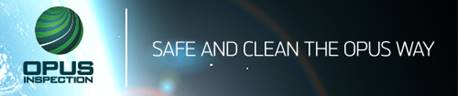 OPUS
INSPECTION
SAFE AND CLEAN THE OPUS WAY